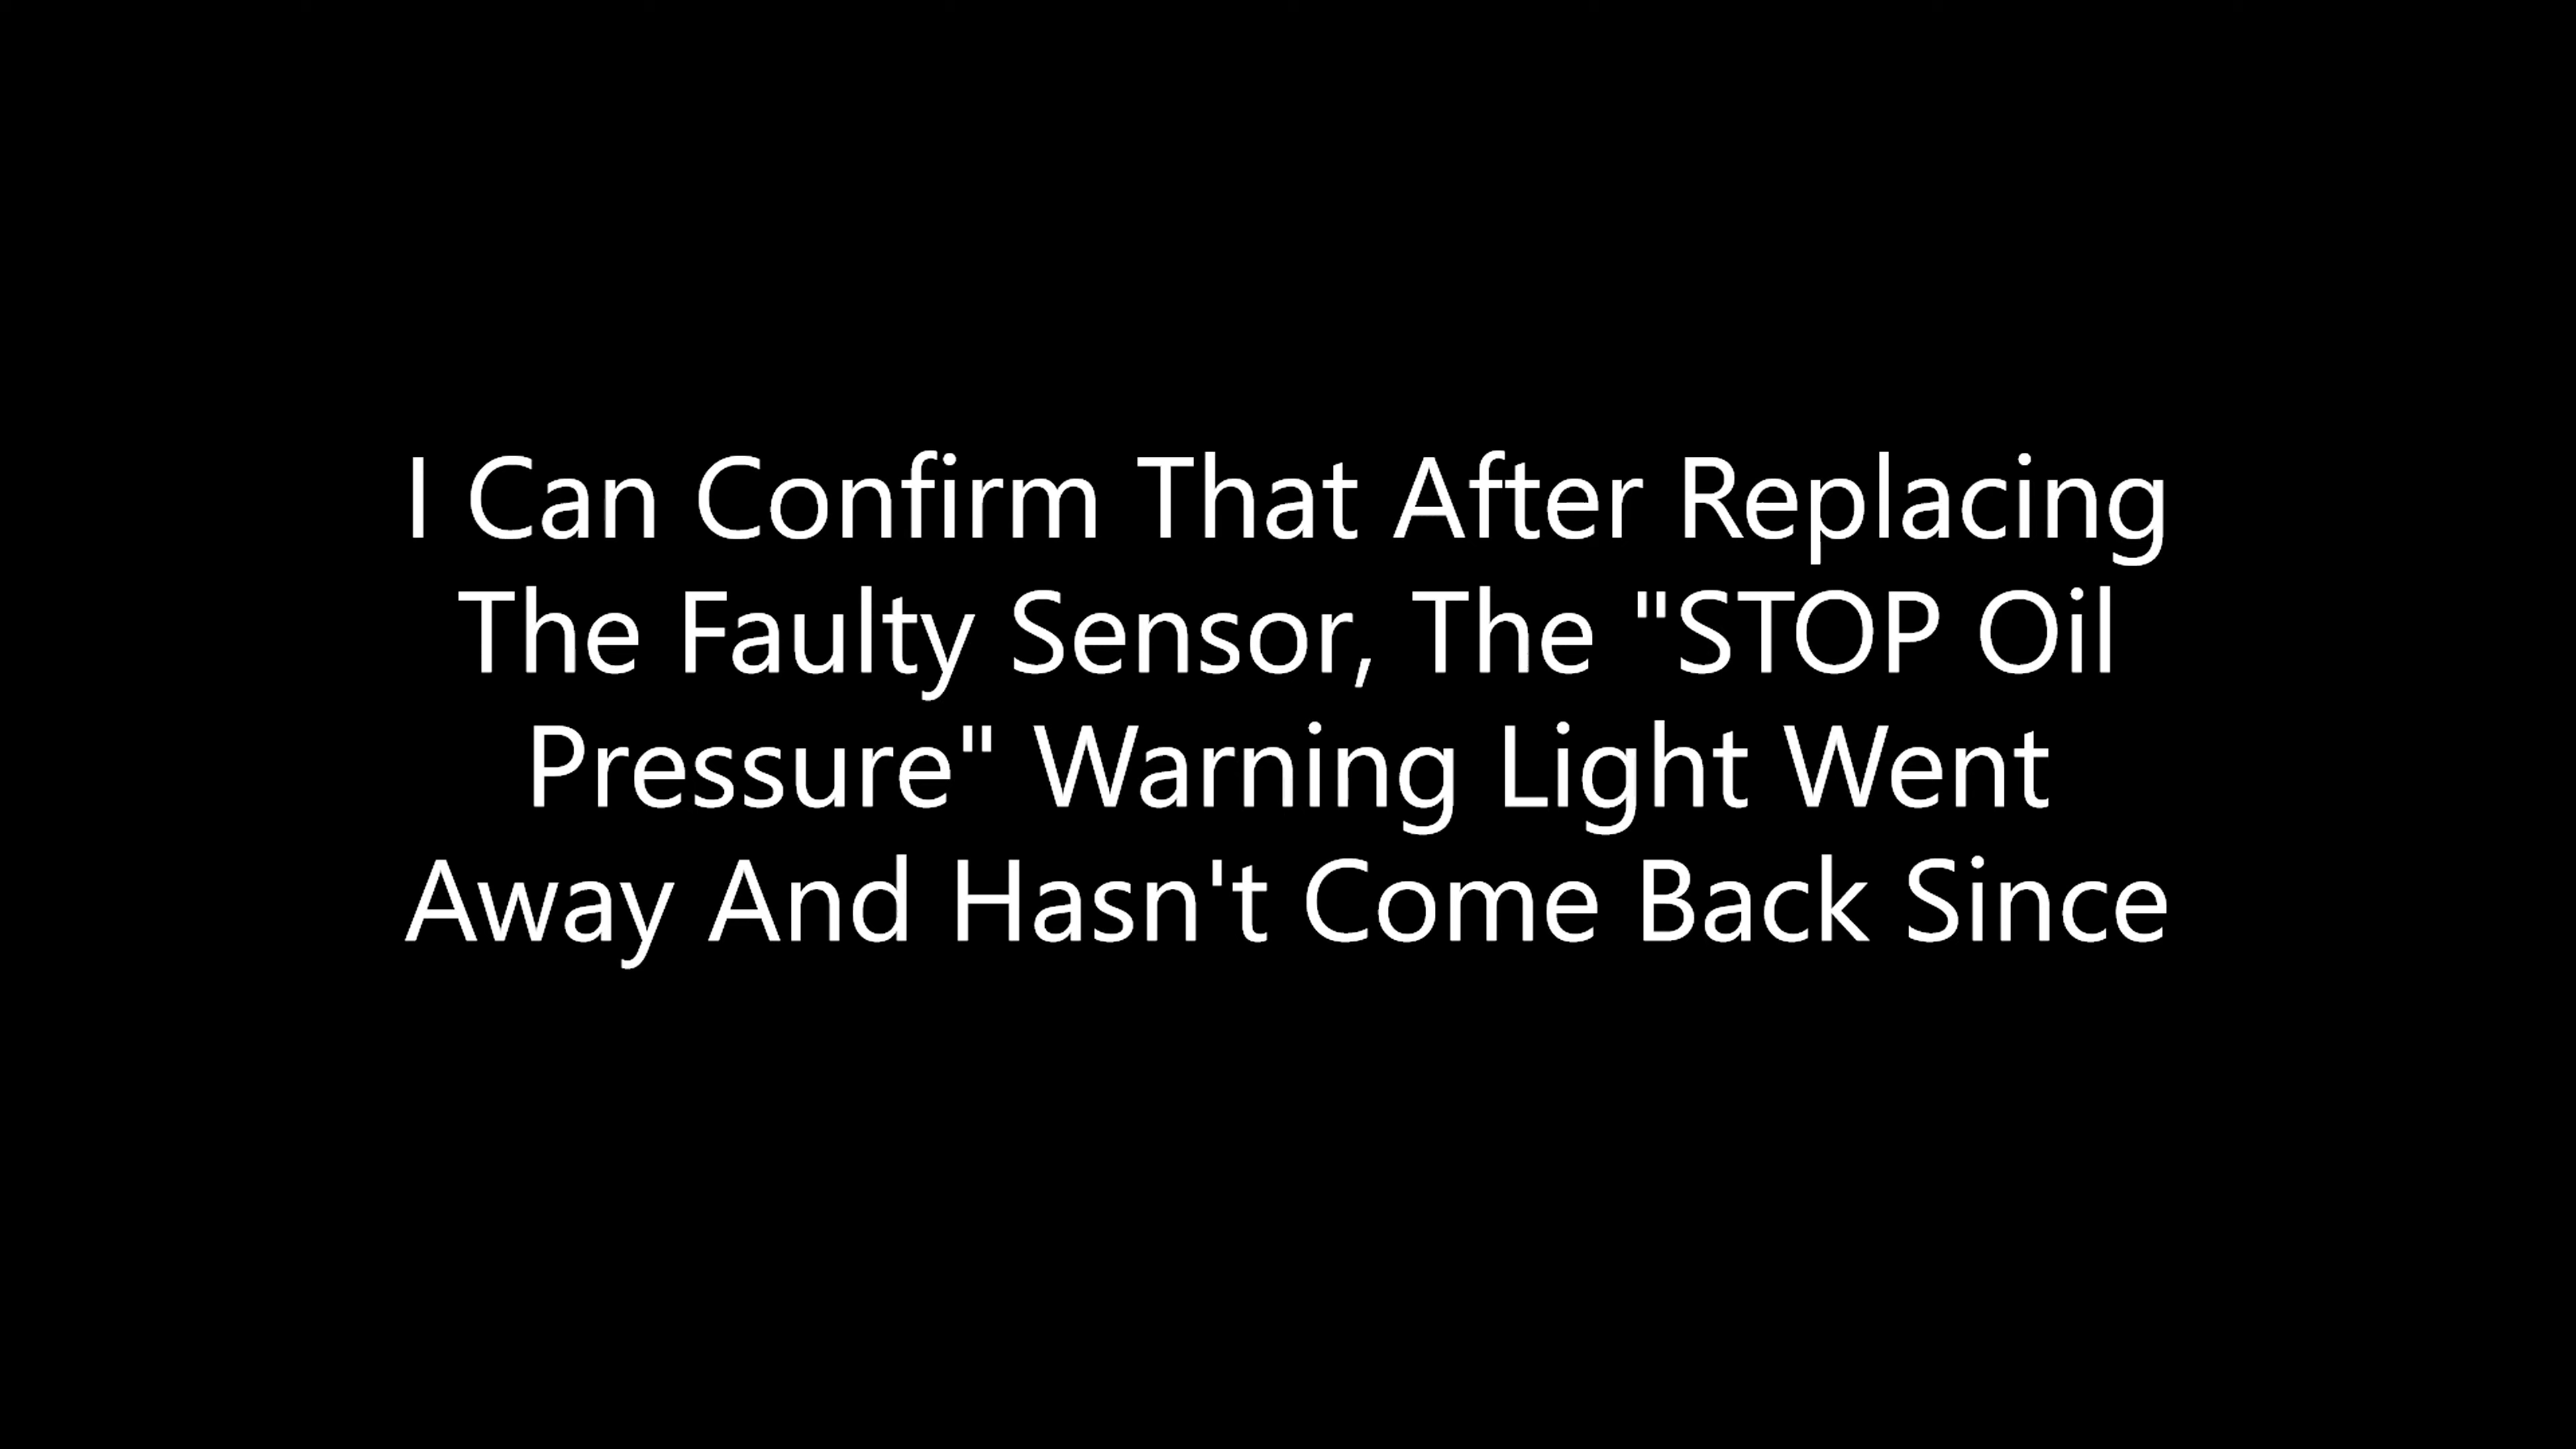 I Can Confirm That After Replacing
The Faulty Sensor, The "STOP Oil
Pressure" Warning Light Went
Away And Hasn't Come Back Since